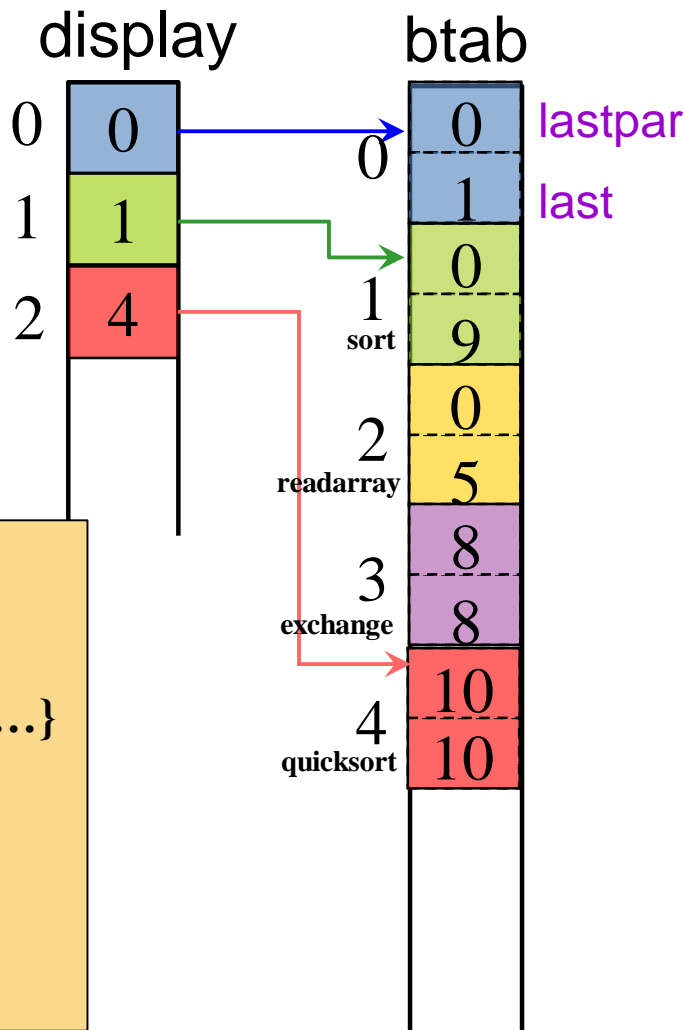 display btab
0 0 0 lastpar
0
1 last
1 1 0
1
sort 9
2 4 0
2
readarray 5
8
3
exchange 8
10
...}
4
quicksort 10